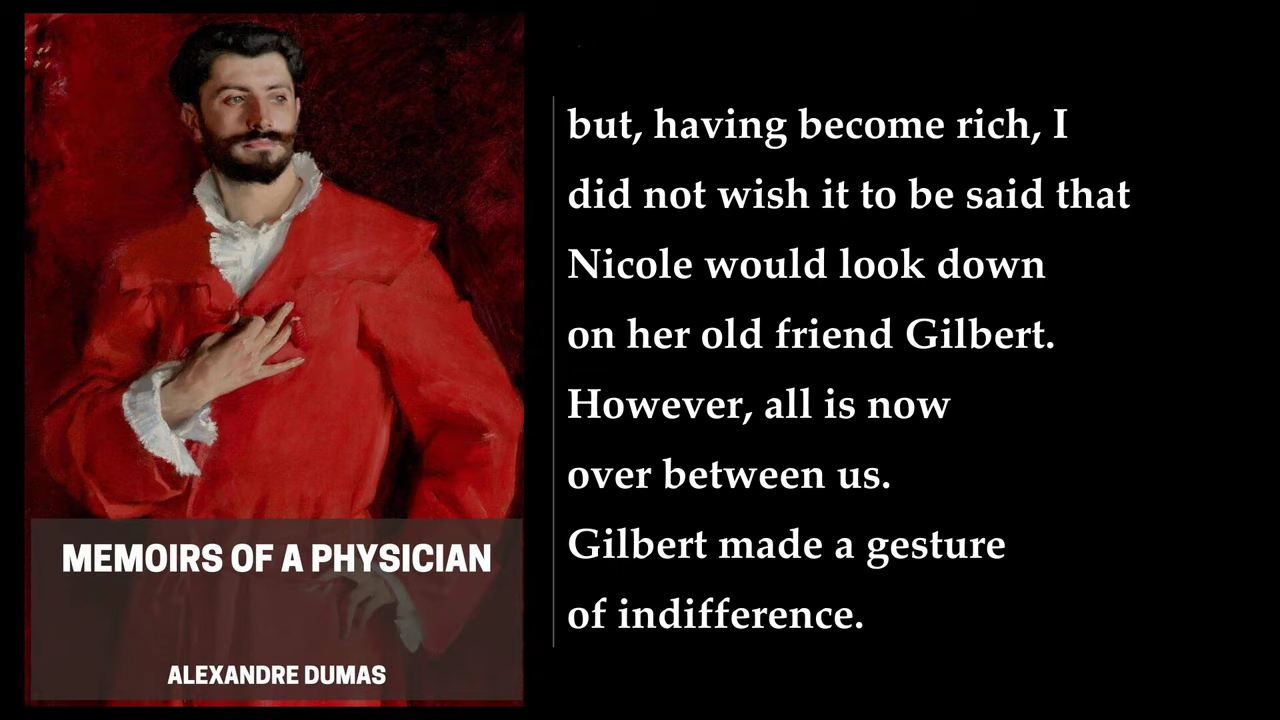 but, having become rich, I
did not wish it to be said that
Nicole would look down
on her old friend Gilbert.
However, all is now
over between us.
Gilbert made a gesture
of indifference.
MEMOIRS OF A PHYSICIAN
ALEXANDRE DUMAS